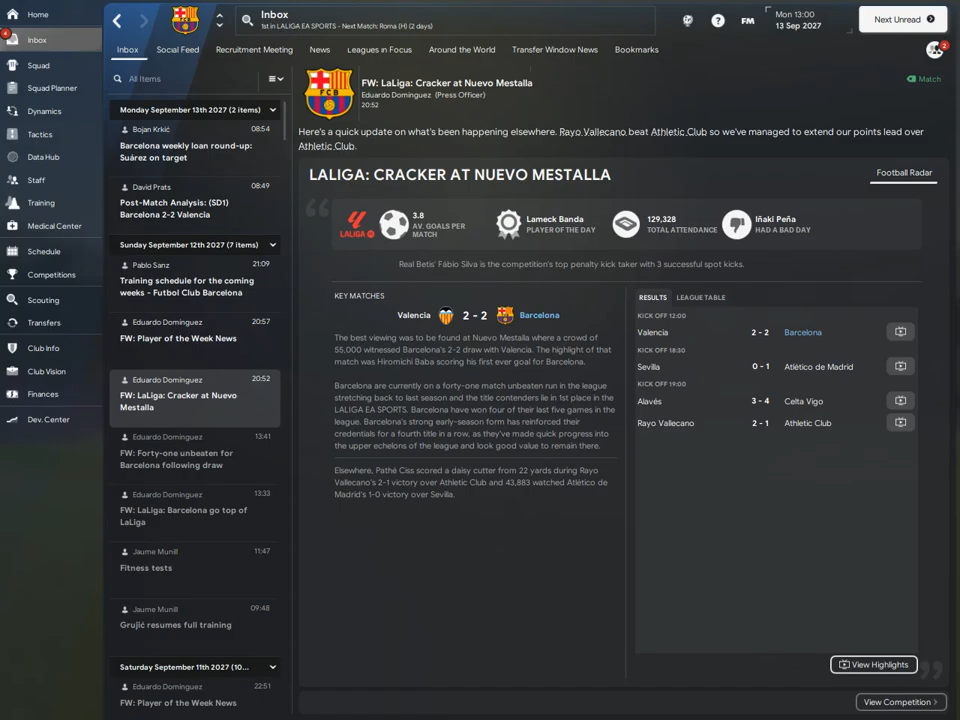 Home
Inbox
4
Squad
Squad Planner
Dynamics
Tactics
Data Hub
Staff
Training
Medical Center
Schedule
Competitions
Scouting
Transfers
Club Info
Club Vision
Finances
Dev. Center
Inbox
1st in LALIGA EA SPORTS - Next Match: Roma (H) (2 days)
FM
Mon 13:00
13 Sep 2027
Next Unread
Inbox
Social Feed
Recruitment Meeting
News
Leagues in Focus
Around the World
Transfer Window News
Bookmarks
2
All Items
Monday September 13th 2027 (2 items)
Bojan Krkić
08:54
Barcelona weekly loan round-up:
Suárez on target
David Prats
08:49
Post-Match Analysis: (SD1)
Barcelona 2-2 Valencia
Sunday September 12th 2027 (7 items)
Pablo Sanz
21:09
Training schedule for the coming
weeks - Futbol Club Barcelona
Eduardo Domínguez
20:57
FW: Player of the Week News
Eduardo Domínguez
20:52
FW: LaLiga: Cracker at Nuevo
Mestalla
Eduardo Domínguez
13:41
FW: Forty-one unbeaten for
Barcelona following draw
Eduardo Domínguez
13:33
FW: LaLiga: Barcelona go top of
LaLiga
Jaume Munill
11:47
Fitness tests
Jaume Munill
09:48
Grujić resumes full training
Saturday September 11th 2027 (10...
Eduardo Domínguez
22:51
FW: Player of the Week News
FCB
FW: LaLiga: Cracker at Nuevo Mestalla
Eduardo Domínguez (Press Officer)
20:52
Match
Here's a quick update on what's been happening elsewhere. Rayo Vallecano beat Athletic Club so we've managed to extend our points lead over
Athletic Club.
LALIGA: CRACKER AT NUEVO MESTALLA
Football Radar
LALIGA
3.8
AV. GOALS PER
MATCH
Lameck Banda
PLAYER OF THE DAY
129,328
TOTAL ATTENDANCE
Iñaki Peña
HAD A BAD DAY
Real Betis' Fábio Silva is the competition's top penalty kick taker with 3 successful spot kicks.
KEY MATCHES
Valencia 2 - 2 Barcelona
The best viewing was to be found at Nuevo Mestalla where a crowd of
55,000 witnessed Barcelona's 2-2 draw with Valencia. The highlight of that
match was Hiromichi Baba scoring his first ever goal for Barcelona.
Barcelona are currently on a forty-one match unbeaten run in the league
stretching back to last season and the title contenders lie in 1st place in the
LALIGA EA SPORTS. Barcelona have won four of their last five games in the
league. Barcelona's strong early-season form has reinforced their
credentials for a fourth title in a row, as they've made quick progress into
the upper echelons of the league and look good value to remain there.
Elsewhere, Pathé Ciss scored a daisy cutter from 22 yards during Rayo
Vallecano's 2-1 victory over Athletic Club and 43,883 watched Atlético de
Madrid's 1-0 victory over Sevilla.
RESULTS
LEAGUE TABLE
KICK OFF 12:00
Valencia 2 - 2 Barcelona
KICK OFF 18:30
Sevilla 0 - 1 Atlético de Madrid
KICK OFF 19:00
Alavés 3 - 4 Celta Vigo
Rayo Vallecano 2 - 1 Athletic Club
View Highlights
View Competition